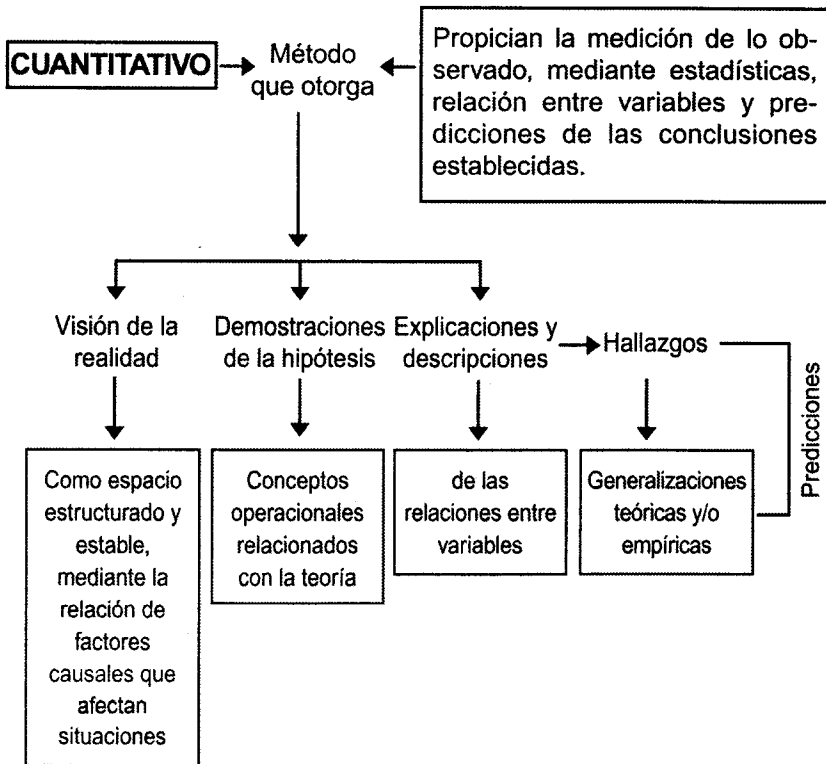 CUANTITATIVO
Método
que otorga
Propician la medición de lo ob-
servado, mediante estadísticas,
relación entre variables y pre-
dicciones de las conclusiones
establecidas.
Visión de la
realidad
Demostraciones
de la hipótesis
Explicaciones y
descripciones
Hallazgos
Predicciones
Como espacio
estructurado y
estable,
mediante la
relación de
factores
causales que
afectan
situaciones
Conceptos
operacionales
relacionados
con la teoría
de las
relaciones entre
variables
Generalizaciones
teóricas y/o
empíricas